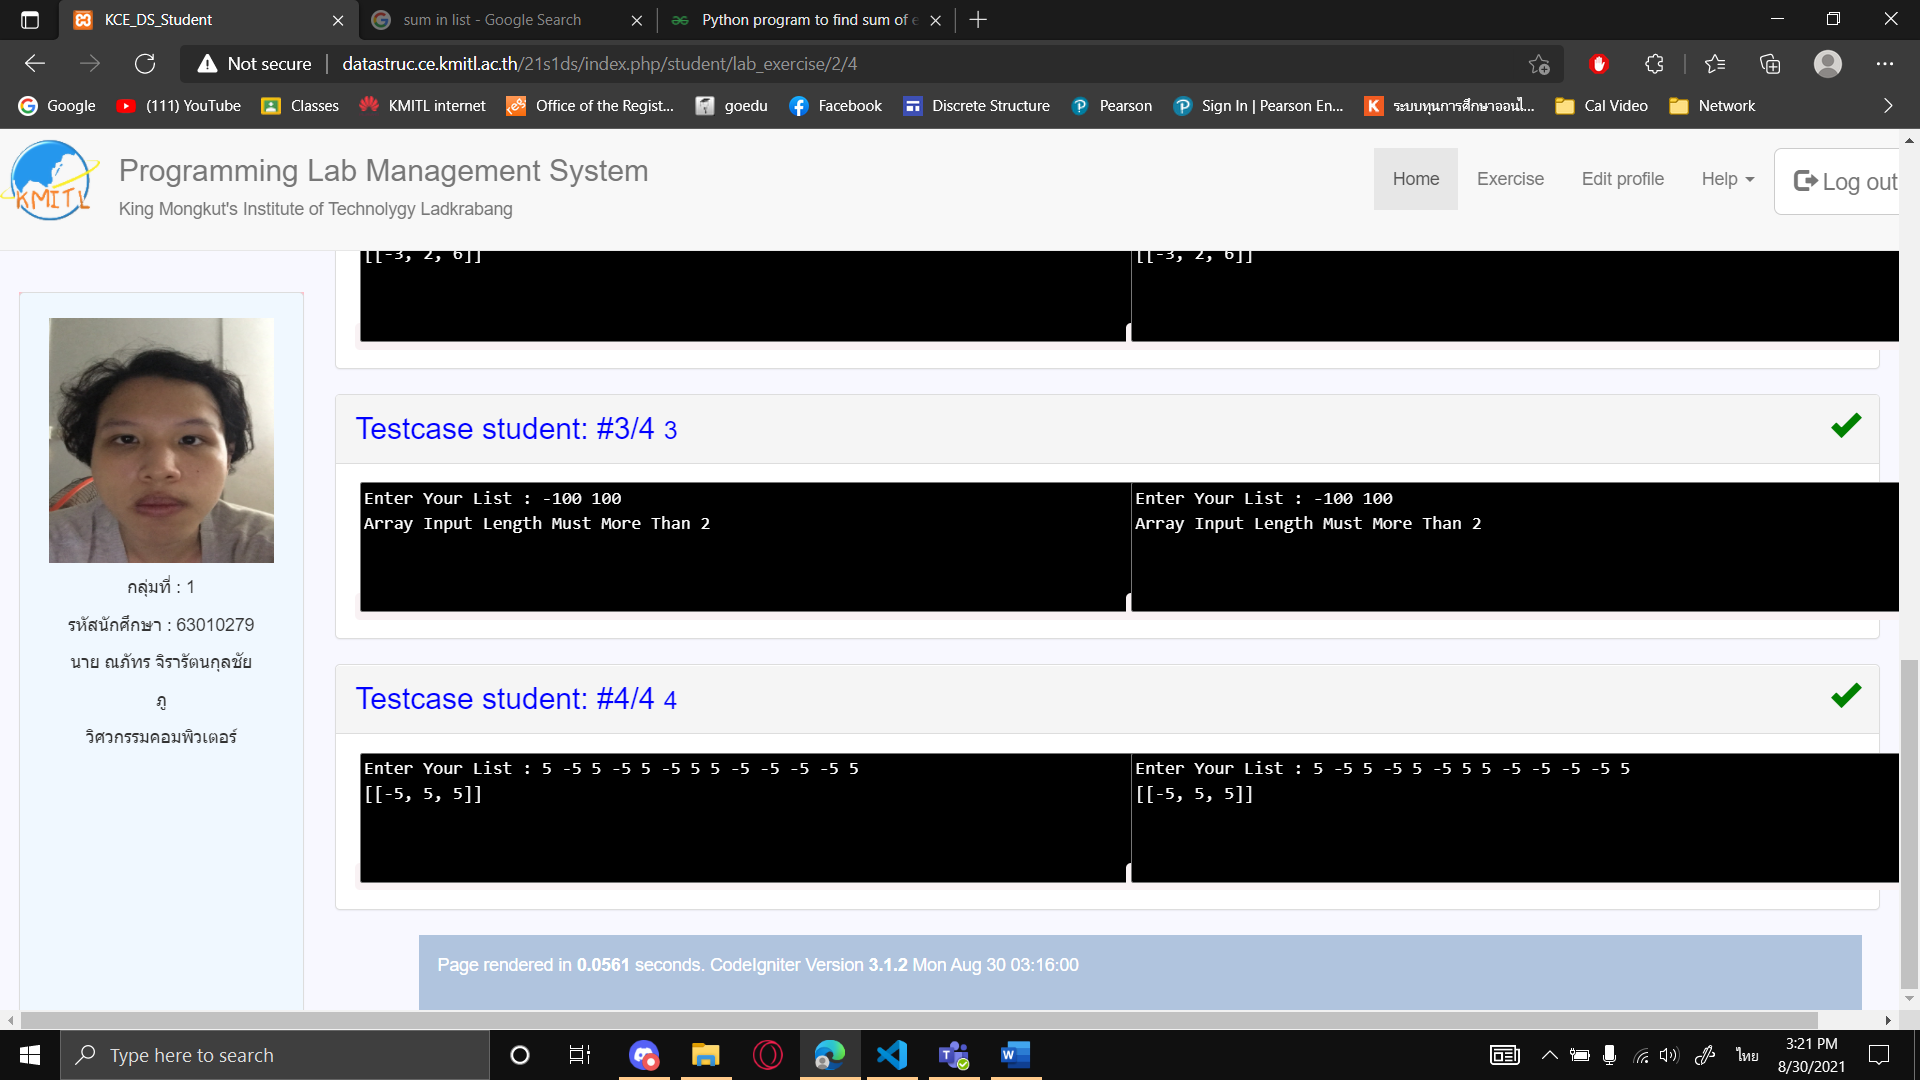 KCE_DS_Student
sum in list - Google Search
Python program to find sum of e
Not secure
datastruc.ce.kmitl.ac.th/21s1ds/index.php/student/lab_exercise/2/4
Google
(111) YouTube
Classes
KMITL internet
Office of the Regist...
goedu
Facebook
Discrete Structure
Pearson
Sign In | Pearson En...
ระบบทุนการศึกษาออนไ...
Cal Video
Network
KMITL
Programming Lab Management System
King Mongkut's Institute of Technolygy Ladkrabang
Home
Exercise
Edit profile
Help
Log out
[[-3, 2, 6]]
[[-3, 2, 6]]
กลุ่มที่ : 1
รหัสนักศึกษา : 63010279
นาย ณภัทร จิรารัตนกุลชัย
ภู
วิศวกรรมคอมพิวเตอร์
Testcase student: #3/4 3
Enter Your List : -100 100
Array Input Length Must More Than 2
Enter Your List : -100 100
Array Input Length Must More Than 2
Testcase student: #4/4 4
Enter Your List : 5 -5 5 -5 5 -5 5 5 -5 -5 -5 -5 5
[[-5, 5, 5]]
Enter Your List : 5 -5 5 -5 5 -5 5 5 -5 -5 -5 -5 5
[[-5, 5, 5]]
Page rendered in 0.0561 seconds. CodeIgniter Version 3.1.2 Mon Aug 30 03:16:00
Type here to search
ไทย
3:21 PM
8/30/2021